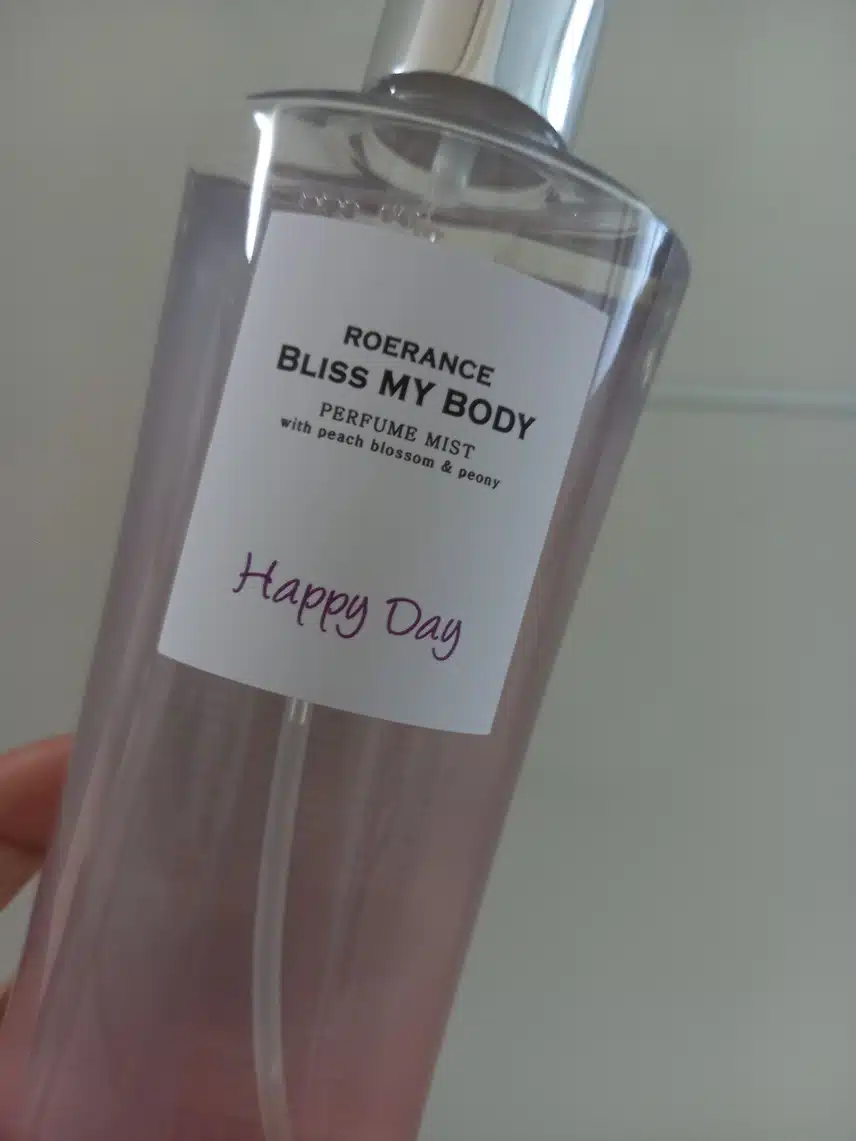 ROERANCE
BLISS MY BODY
PERFUME MIST
with peach blossom & peony
Happy Day